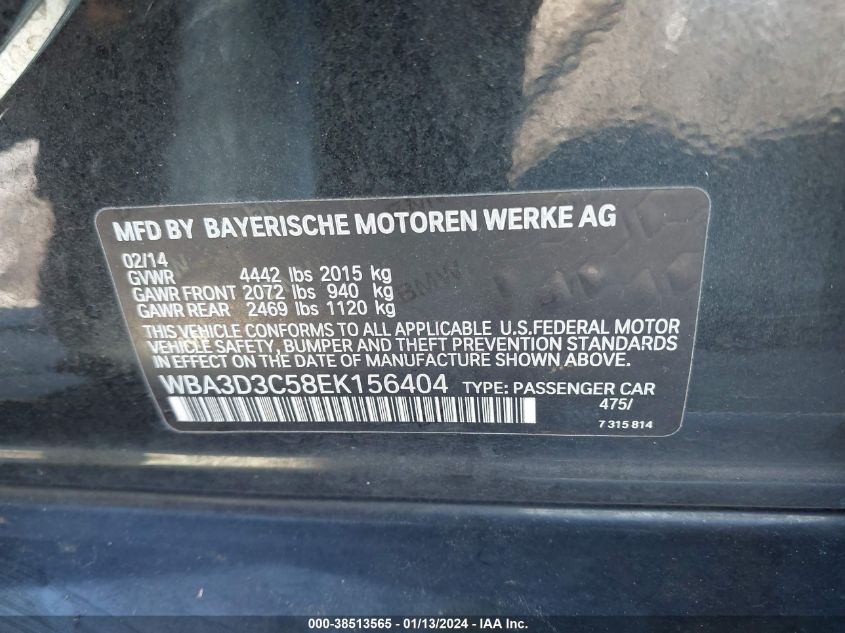 MFD BY BAYERISCHE MOTOREN WERKE AG
02/14
GVWR 4442 lbs 2015 kg
GAWR FRONT 2072 lbs 940 kg
GAWR REAR 2469 lbs 1120 kg
THIS VEHICLE CONFORMS TO ALL APPLICABLE U.S.FEDERAL MOTOR
VEHICLE SAFETY, BUMPER AND THEFT PREVENTION STANDARDS
IN EFFECT ON THE DATE OF MANUFACTURE SHOWN ABOVE.
WBA3D3C58EK156404 TYPE: PASSENGER CAR
475/
7 315 814
BMW
000-38513565 - 01/13/2024 - IAAI.COM